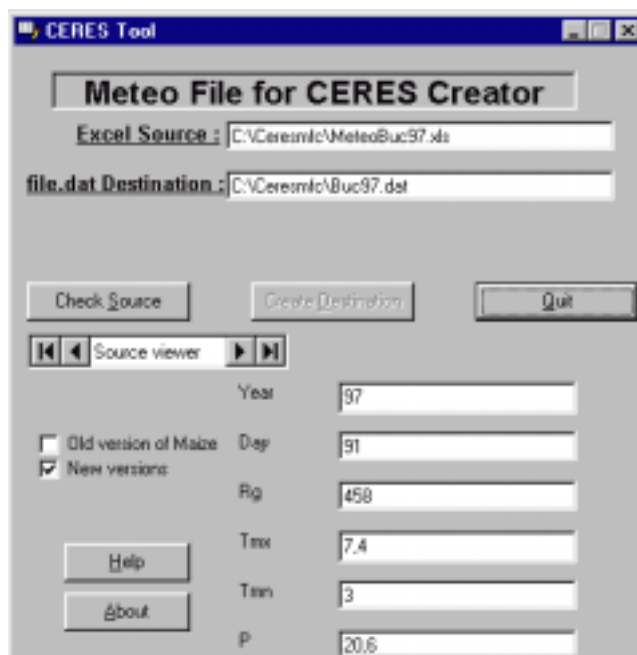 CERES Tool
Meteo File for CERES Creator
Excel Source : C:\Ceresmfc\MeteoBuc97.xls
file.dat Destination : C:\Ceresmfc\Buc97.dat
Check Source Create Destination Quit
Source viewer
Year 97
Old version of Maize Day 91
New versions
Rg 458
Tmx 7,4
Help
Tmn 3
About
P 20,6